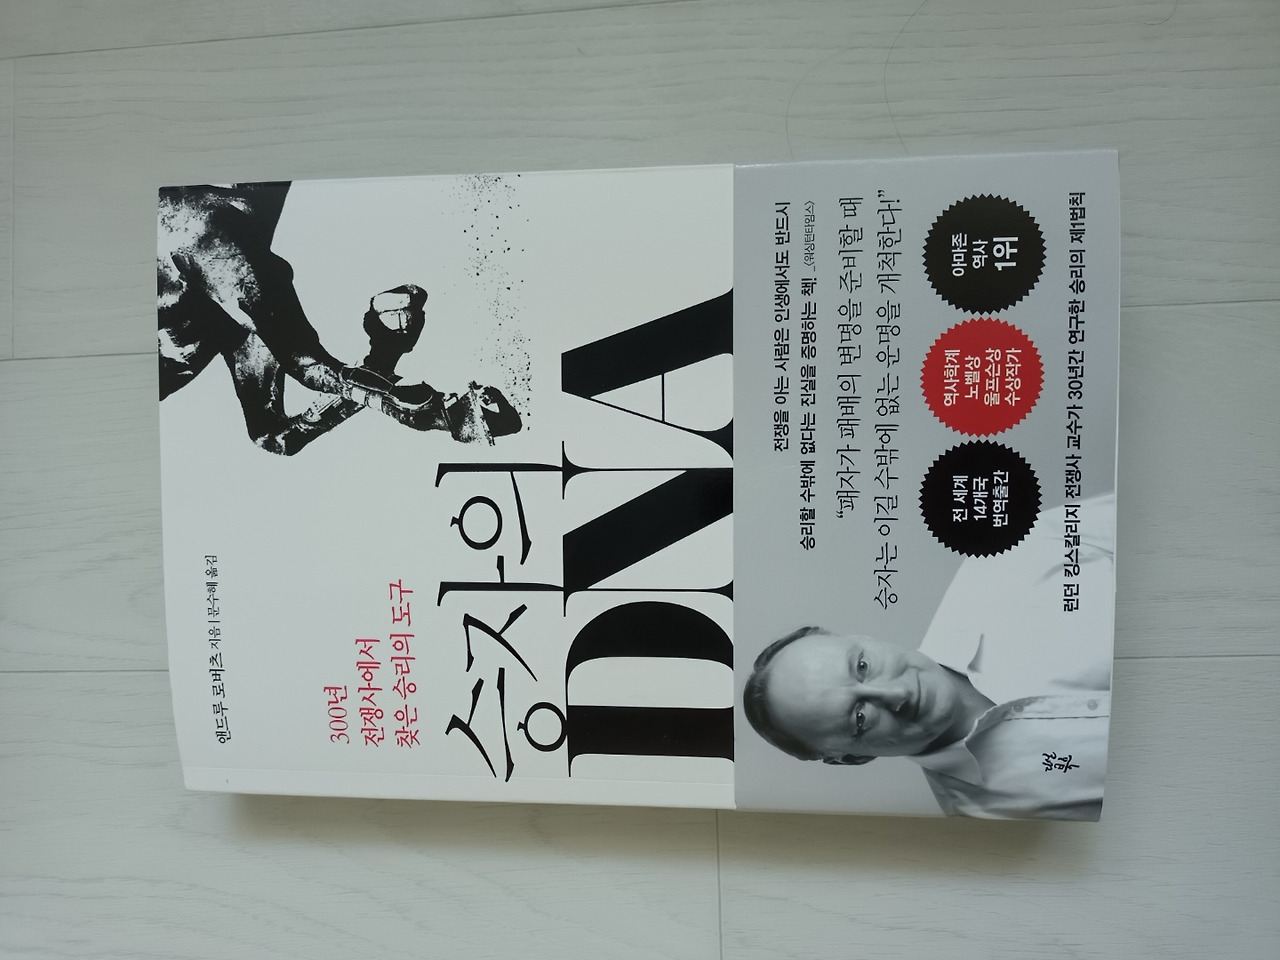 앤드루 로버츠 지음 | 문수혜 옮김
300년
전쟁사에서
찾은 승리의 도구
승자의
DNA
전쟁을 아는 사람은 인생에서도 반드시
승리할 수밖에 없다는 진실을 증명하는 책! _〈워싱턴타임스〉
“패자가 패배의 변명을 준비할 때
승자는 이길 수밖에 없는 운명을 개척한다!”
전 세계
14개국
번역출간
역사학계
노벨상
울프슨상
수상작가
아마존
역사
1위
런던 킹스칼리지 전쟁사 교수가 30년간 연구한 승리의 제1법칙
다산
북스